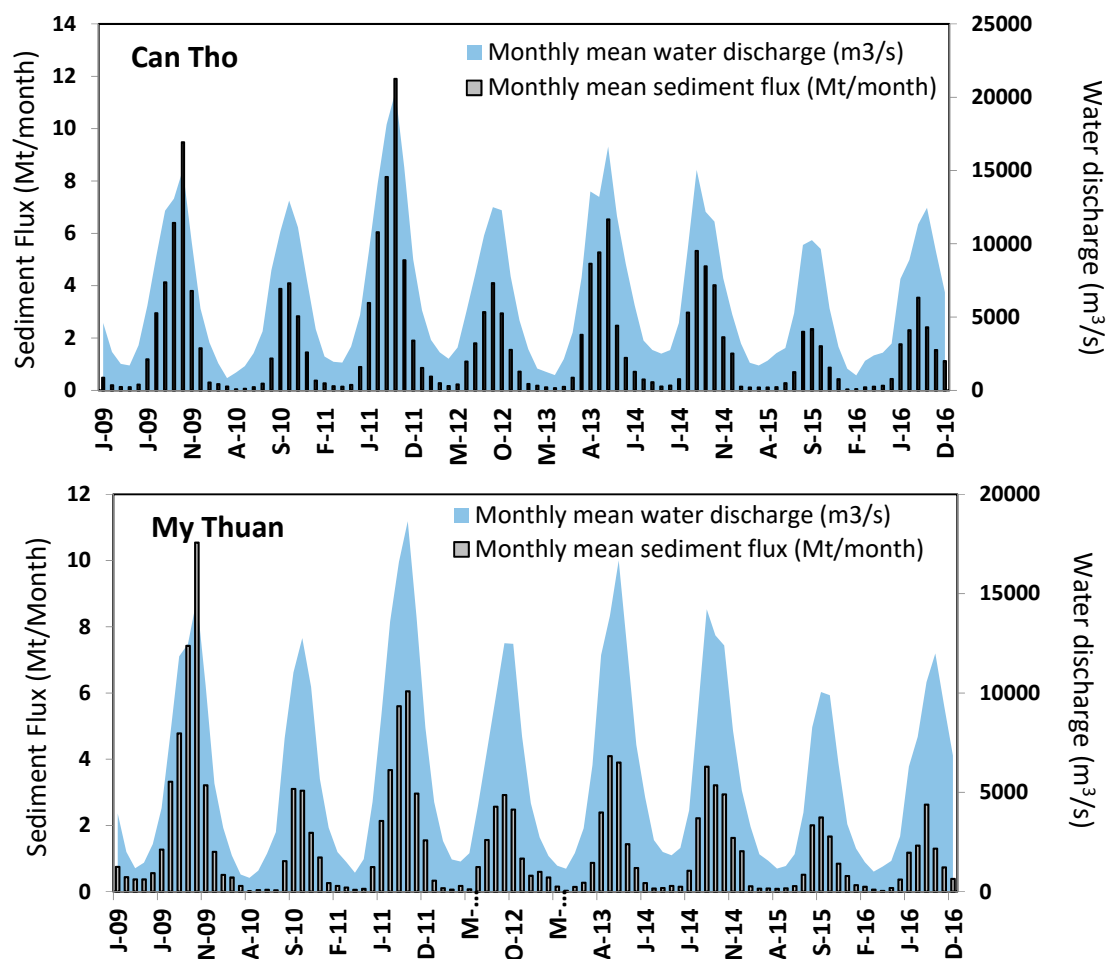 Can Tho
Monthly mean water discharge (m3/s)
Monthly mean sediment flux (Mt/month)
Sediment Flux (Mt/month)
14
12
10
8
6
4
2
0
25000
20000
15000
10000
5000
0
Water discharge (m³/s)
J-09
J-09
N-09
A-10
S-10
F-11
J-11
D-11
M-12
O-12
M-13
A-13
J-14
J-14
N-14
A-15
S-15
F-16
J-16
D-16
My Thuan
Monthly mean water discharge (m3/s)
Monthly mean sediment flux (Mt/month)
Sediment Flux (Mt/Month)
12
10
8
6
4
2
0
20000
15000
10000
5000
0
Water discharge (m³/s)
J-09
J-09
N-09
A-10
S-10
F-11
J-11
D-11
M-...
O-12
M-...
A-13
J-14
J-14
N-14
A-15
S-15
F-16
J-16
D-16